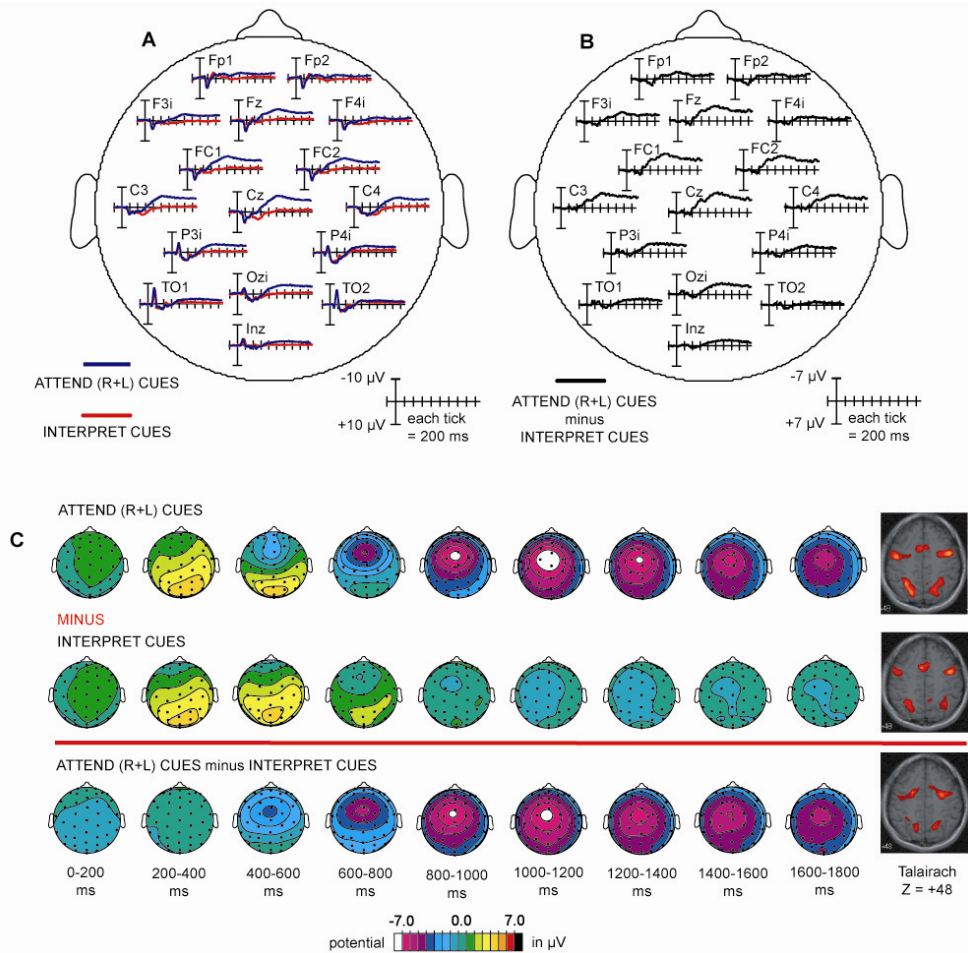 A
B
Fp1 Fp2
F3i Fz F4i
FC1 FC2
C3 Cz C4
P3i P4i
TO1 Ozi TO2
Inz
ATTEND (R+L) CUES
INTERPRET CUES
-10 µV
+10 µV
each tick
= 200 ms
Fp1 Fp2
F3i Fz F4i
FC1 FC2
C3 Cz C4
P3i P4i
TO1 Ozi TO2
Inz
ATTEND (R+L) CUES
minus
INTERPRET CUES
-7 µV
+7 µV
each tick
= 200 ms
C
ATTEND (R+L) CUES
MINUS
INTERPRET CUES
ATTEND (R+L) CUES minus INTERPRET CUES
0-200 200-400 400-600 600-800 800-1000 1000-1200 1200-1400 1400-1600 1600-1800
ms ms ms ms ms ms ms ms ms
Talairach
Z = +48
-7.0 0.0 7.0
potential in µV